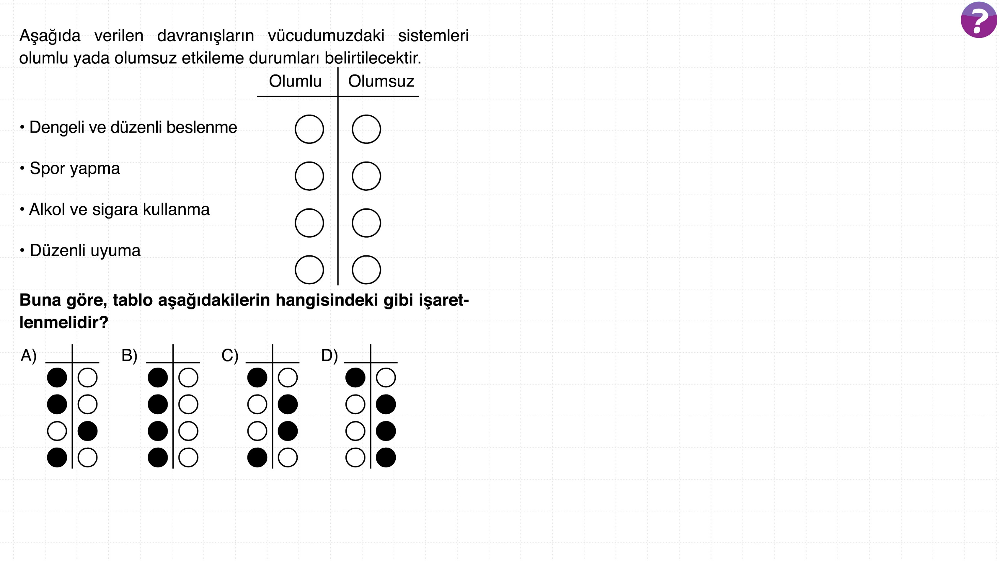 Aşağıda verilen davranışların vücudumuzdaki sistemleri
olumlu yada olumsuz etkileme durumları belirtilecektir.
Olumlu Olumsuz
• Dengeli ve düzenli beslenme
• Spor yapma
• Alkol ve sigara kullanma
• Düzenli uyuma
Buna göre, tablo aşağıdakilerin hangisindeki gibi işaret-
lenmelidir?
A) B) C) D)
?